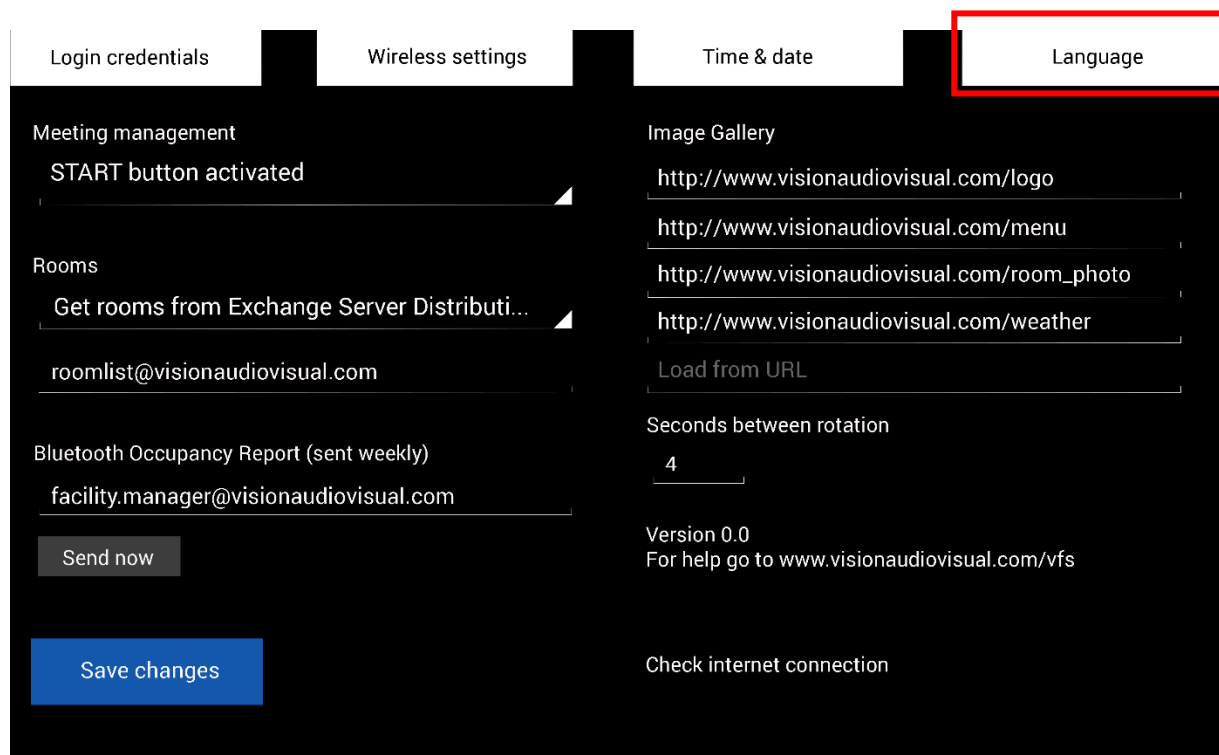 Login credentials
Wireless settings
Time & date
Language
Meeting management
START button activated
Rooms
Get rooms from Exchange Server Distributi...
roomlist@visionaudiovisual.com
Bluetooth Occupancy Report (sent weekly)
facility.manager@visionaudiovisual.com
Send now
Save changes
Image Gallery
http://www.visionaudiovisual.com/logo
http://www.visionaudiovisual.com/menu
http://www.visionaudiovisual.com/room_photo
http://www.visionaudiovisual.com/weather
Load from URL
Seconds between rotation
4
Version 0.0
For help go to www.visionaudiovisual.com/vfs
Check internet connection